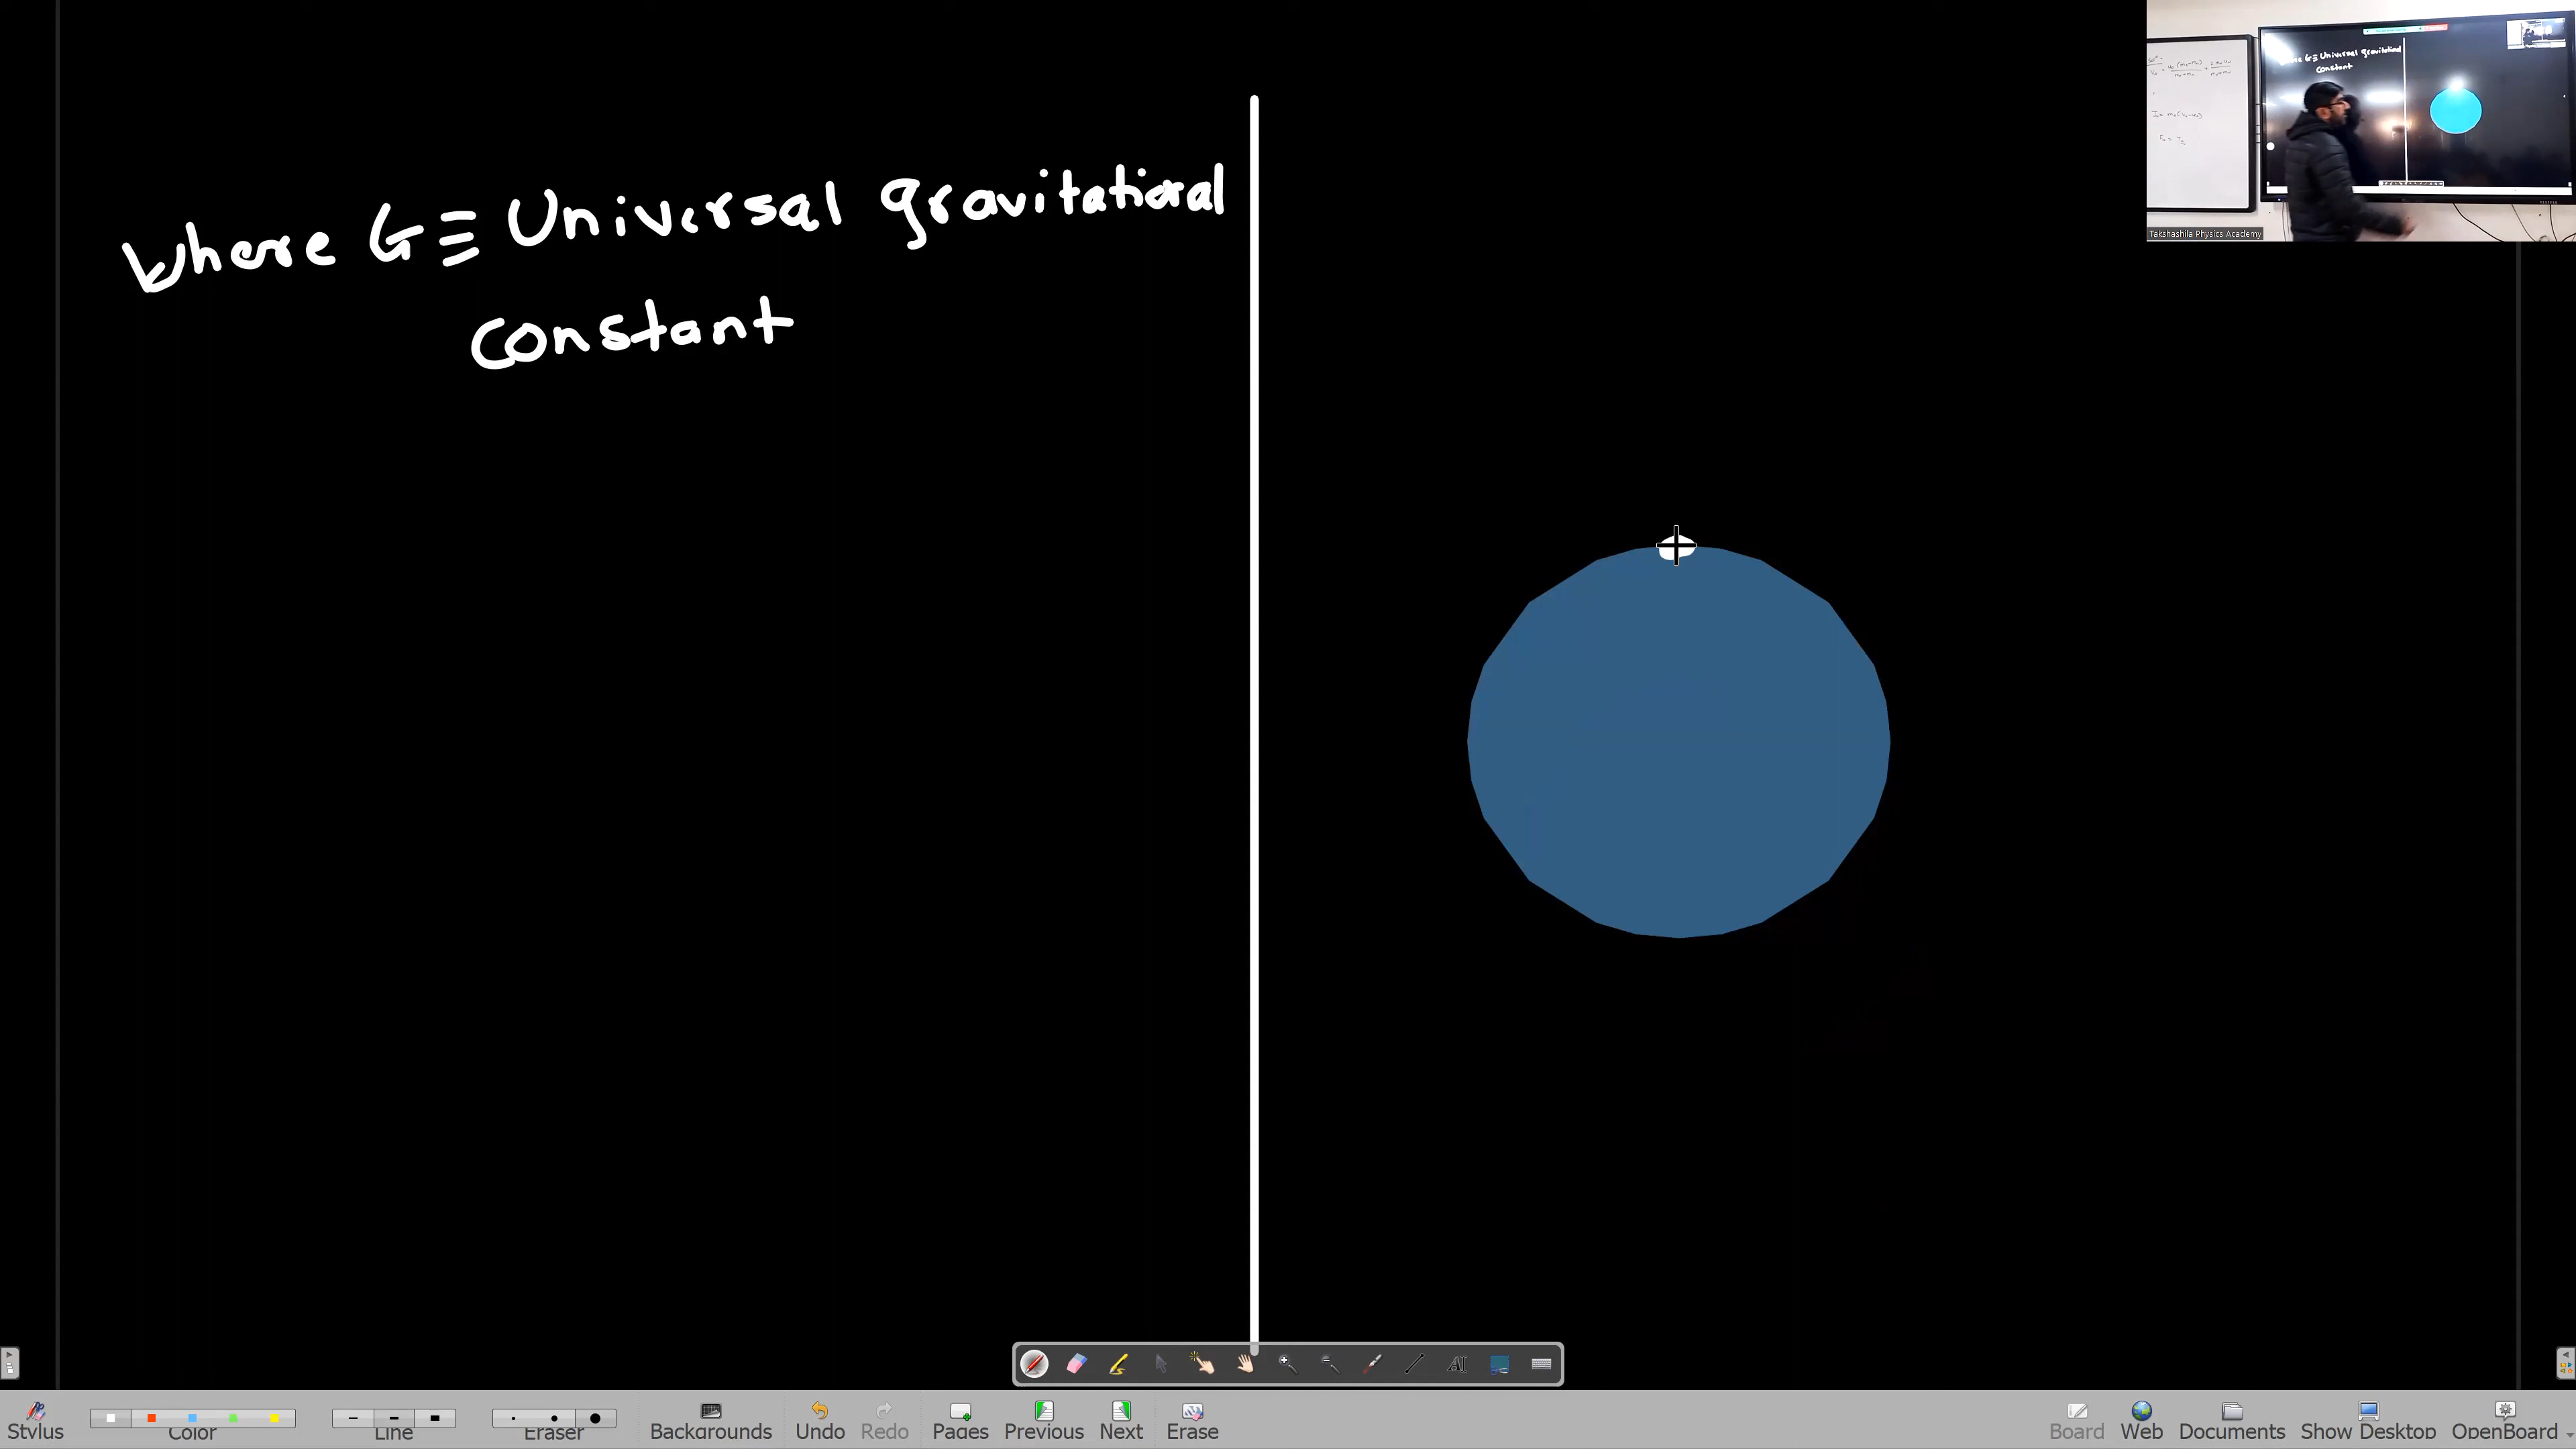 Where G ≡ Universal gravitational
constant
Takshashila Physics Academy
Stylus
Color
Line
Eraser
Backgrounds
Undo
Redo
Pages
Previous
Next
Erase
Board
Web
Documents
Show Desktop
OpenBoard